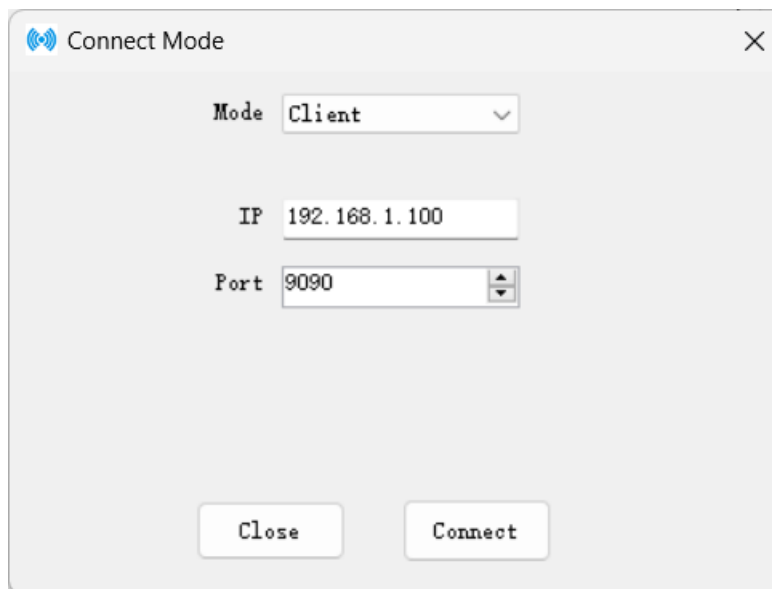 Connect Mode
Mode Client
IP 192.168.1.100
Port 9090
Close Connect